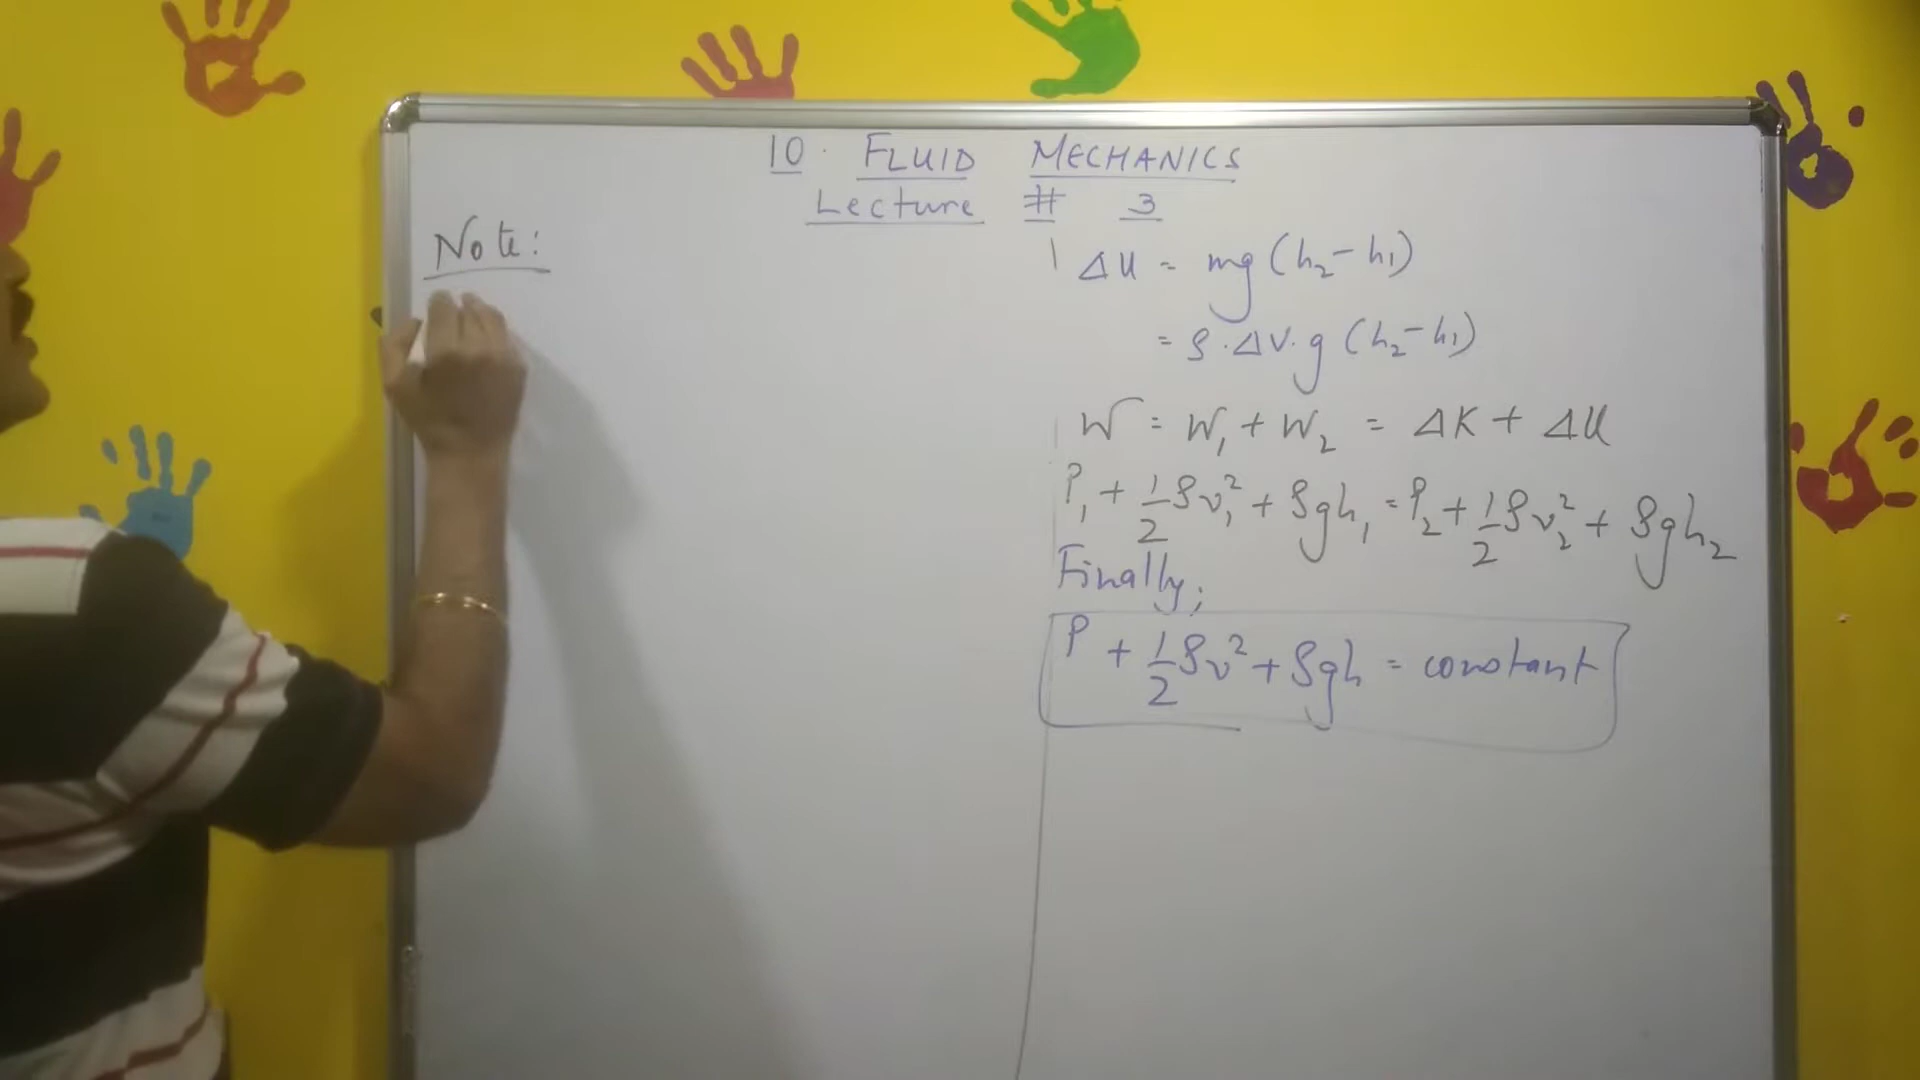 10. FLUID MECHANICS
Lecture # 3
Note:
ΔU = mg (h₂ - h₁)
= ρ . ΔV . g (h₂ - h₁)
W = W₁ + W₂ = ΔK + ΔU
P₁ + 1/2 ρv₁² + ρgh₁ = P₂ + 1/2 ρv₂² + ρgh₂
Finally,
P + 1/2 ρv² + ρgh = constant